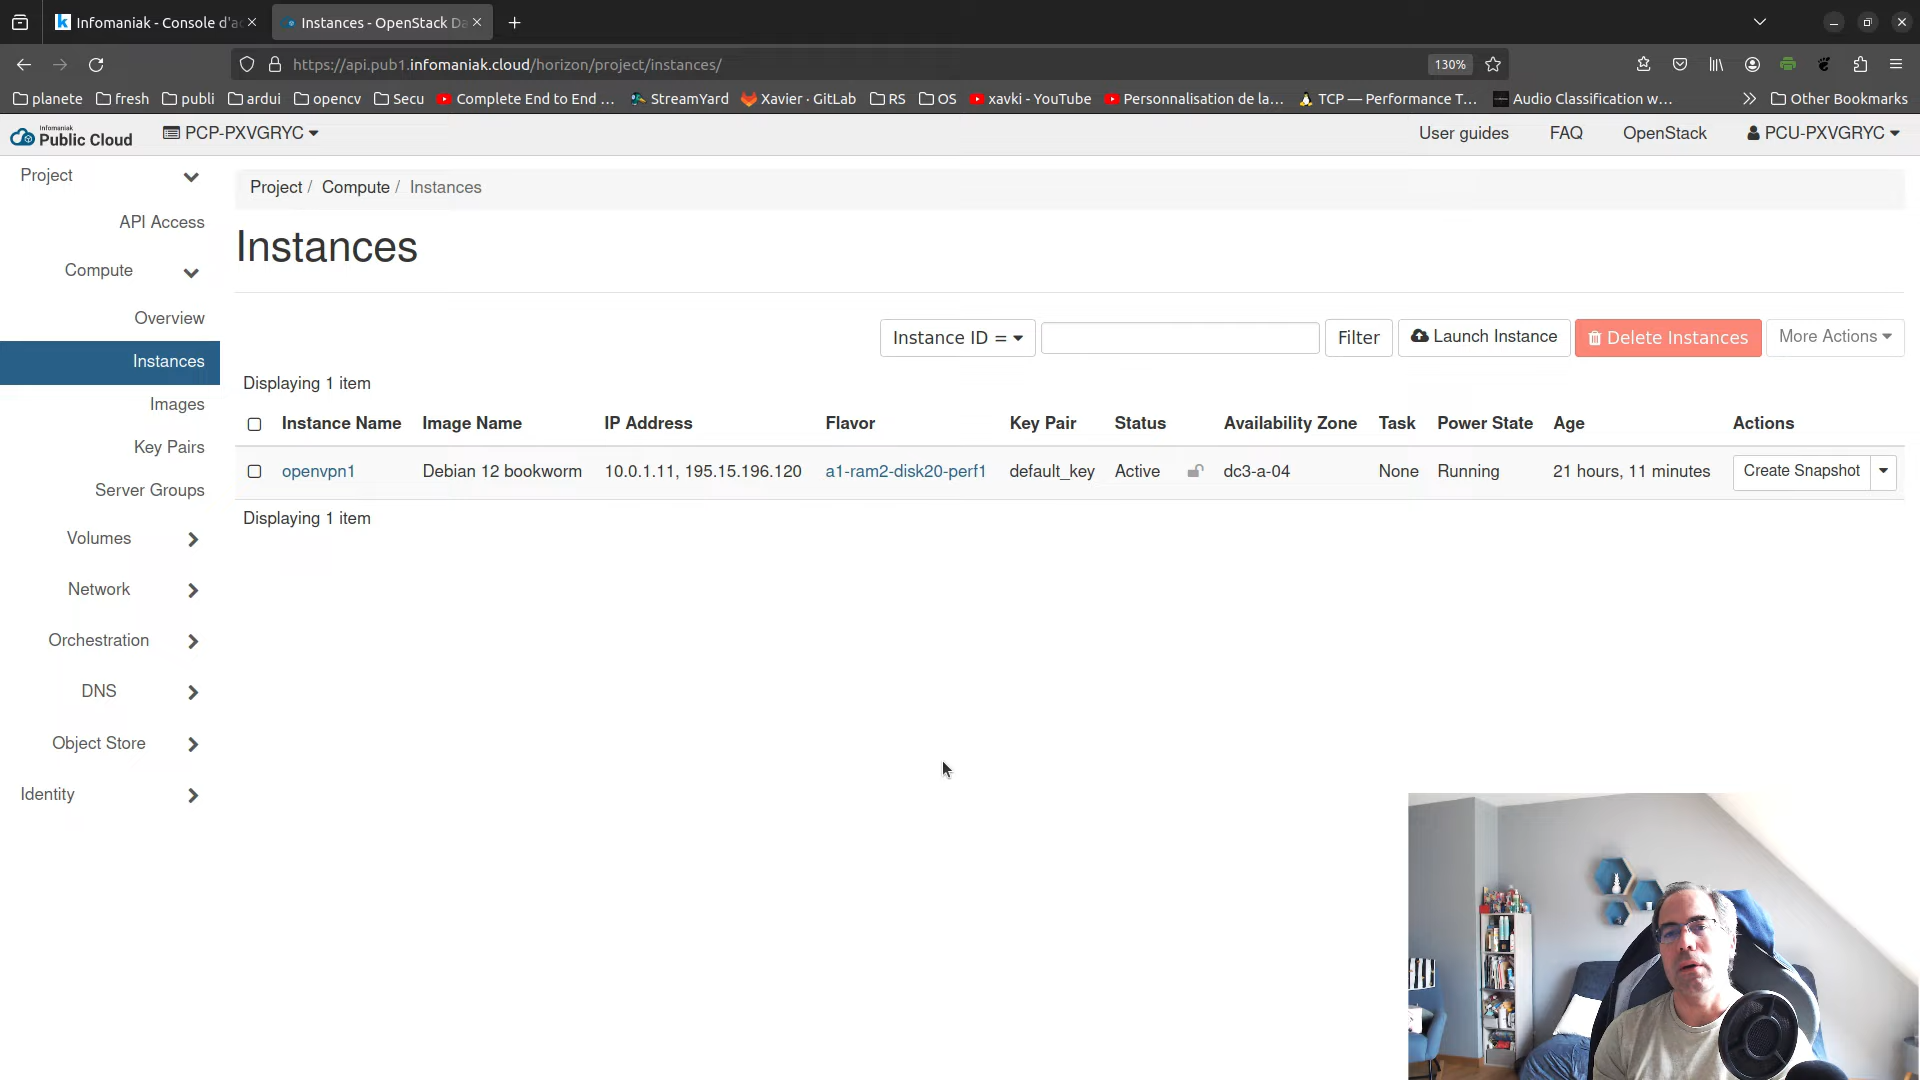 Infomaniak - Console d'a
Instances - OpenStack Da
https://api.pub1.infomaniak.cloud/horizon/project/instances/
130%
planete
fresh
publi
ardui
opencv
Secu
Complete End to End ...
StreamYard
Xavier · GitLab
RS
OS
xavki - YouTube
Personnalisation de la...
TCP — Performance T...
Audio Classification w...
Other Bookmarks
infomaniak
Public Cloud
PCP-PXVGRYC
User guides
FAQ
OpenStack
PCU-PXVGRYC
Project
API Access
Compute
Overview
Instances
Images
Key Pairs
Server Groups
Volumes
Network
Orchestration
DNS
Object Store
Identity
Project / Compute / Instances
Instances
Instance ID =
Filter
Launch Instance
Delete Instances
More Actions
Displaying 1 item
Instance Name Image Name IP Address Flavor Key Pair Status Availability Zone Task Power State Age Actions
openvpn1 Debian 12 bookworm 10.0.1.11, 195.15.196.120 a1-ram2-disk20-perf1 default_key Active dc3-a-04 None Running 21 hours, 11 minutes Create Snapshot
Displaying 1 item